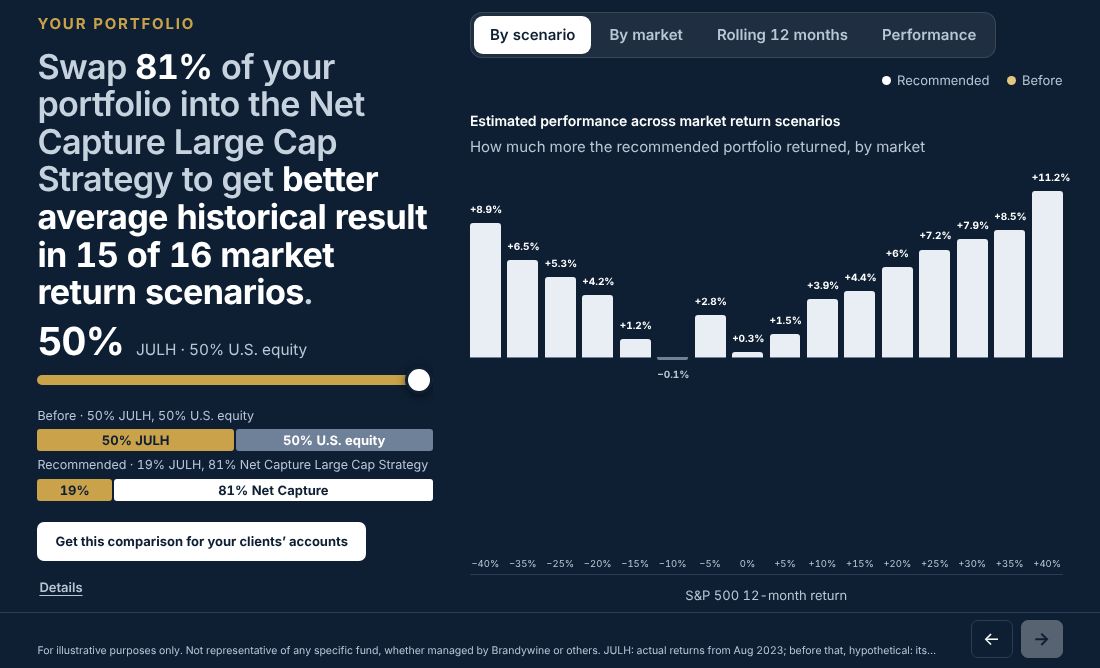 YOUR PORTFOLIO
Swap 81% of your
portfolio into the Net
Capture Large Cap
Strategy to get better
average historical result
in 15 of 16 market
return scenarios.
50% JULH · 50% U.S. equity
Before · 50% JULH, 50% U.S. equity
50% JULH 50% U.S. equity
Recommended · 19% JULH, 81% Net Capture Large Cap Strategy
19% 81% Net Capture
Get this comparison for your clients’ accounts
Details
By scenario By market Rolling 12 months Performance
Recommended Before
Estimated performance across market return scenarios
How much more the recommended portfolio returned, by market
+8.9% +6.5% +5.3% +4.2% +1.2% −0.1% +2.8% +0.3% +1.5% +3.9% +4.4% +6% +7.2% +7.9% +8.5% +11.2%
−40% −35% −25% −20% −15% −10% −5% 0% +5% +10% +15% +20% +25% +30% +35% +40%
S&P 500 12-month return
For illustrative purposes only. Not representative of any specific fund, whether managed by Brandywine or others. JULH: actual returns from Aug 2023; before that, hypothetical: its…